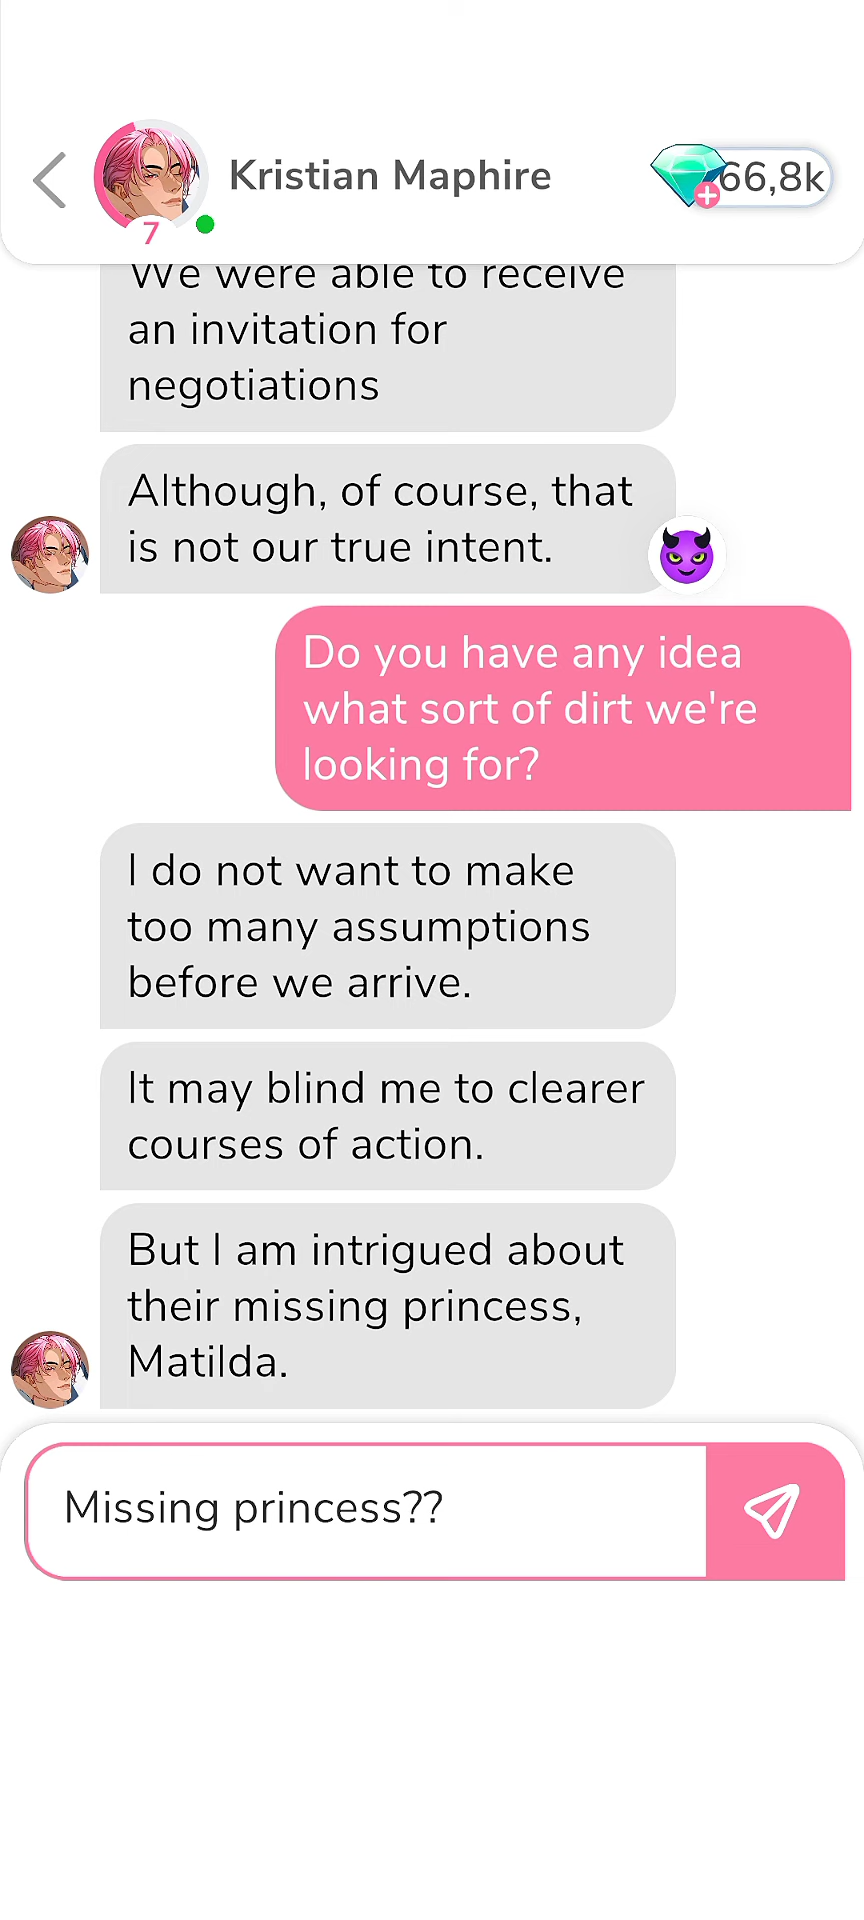 Kristian Maphire
66,8k
7
We were able to receive
an invitation for
negotiations
Although, of course, that
is not our true intent.
Do you have any idea
what sort of dirt we're
looking for?
I do not want to make
too many assumptions
before we arrive.
It may blind me to clearer
courses of action.
But I am intrigued about
their missing princess,
Matilda.
Missing princess??